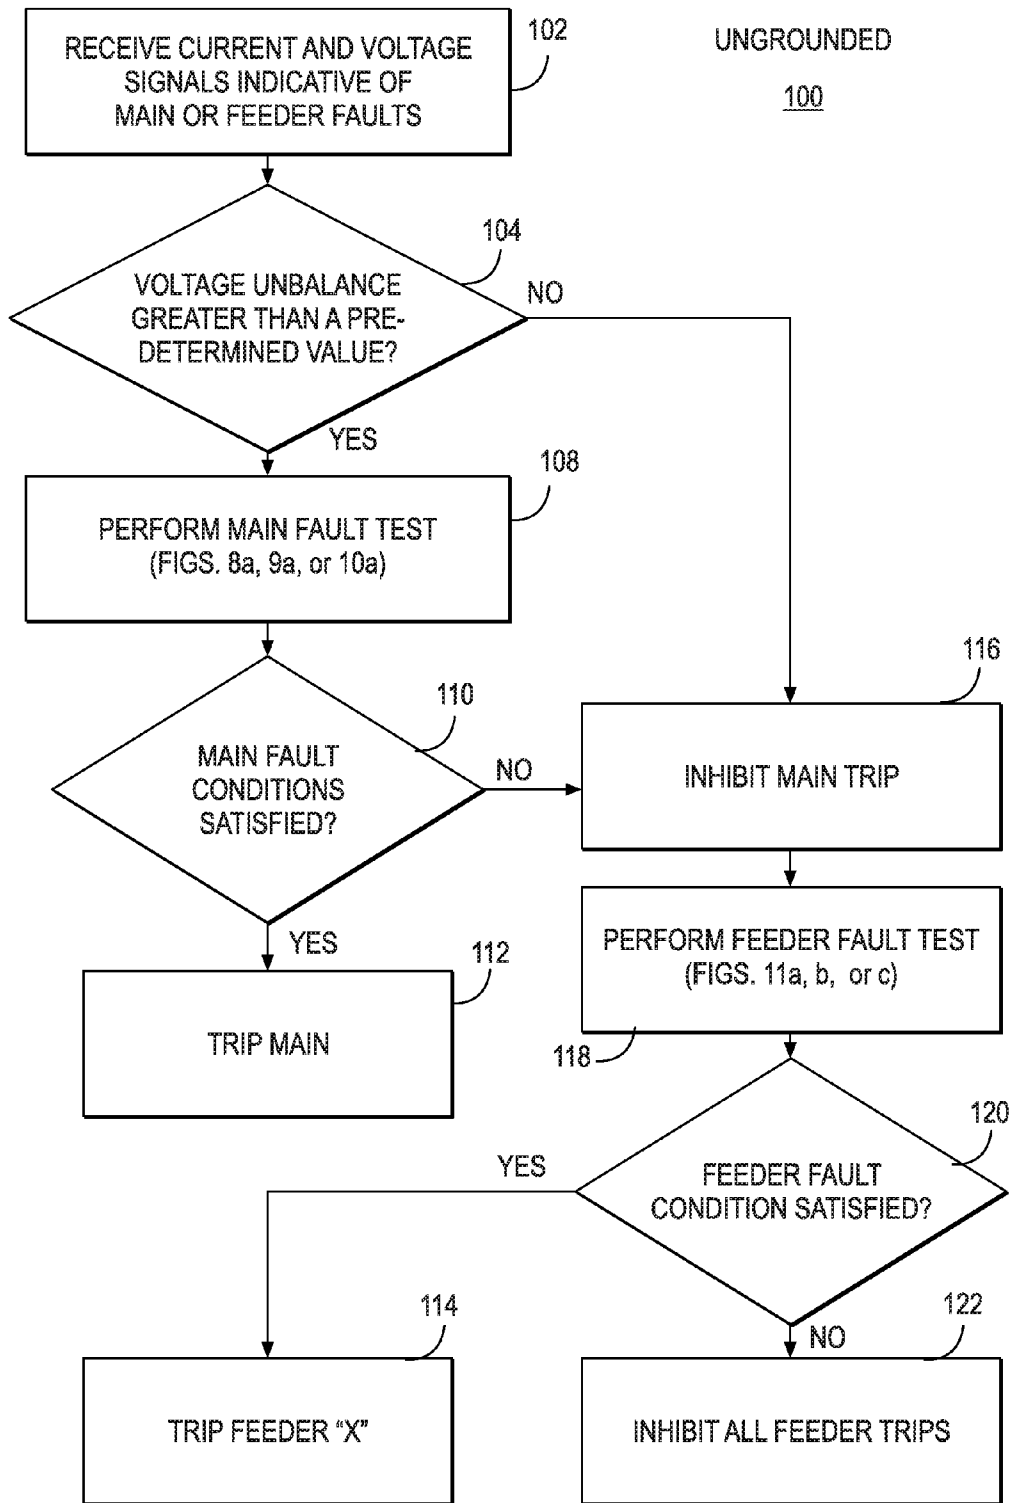 RECEIVE CURRENT AND VOLTAGE
SIGNALS INDICATIVE OF
MAIN OR FEEDER FAULTS
102
UNGROUNDED
100
104
VOLTAGE UNBALANCE
GREATER THAN A PRE-
DETERMINED VALUE?
NO
YES
108
PERFORM MAIN FAULT TEST
(FIGS. 8a, 9a, or 10a)
110
MAIN FAULT
CONDITIONS
SATISFIED?
NO
116
INHIBIT MAIN TRIP
YES
112
TRIP MAIN
PERFORM FEEDER FAULT TEST
(FIGS. 11a, b, or c)
118
120
FEEDER FAULT
CONDITION SATISFIED?
YES
114
TRIP FEEDER “X”
NO
122
INHIBIT ALL FEEDER TRIPS